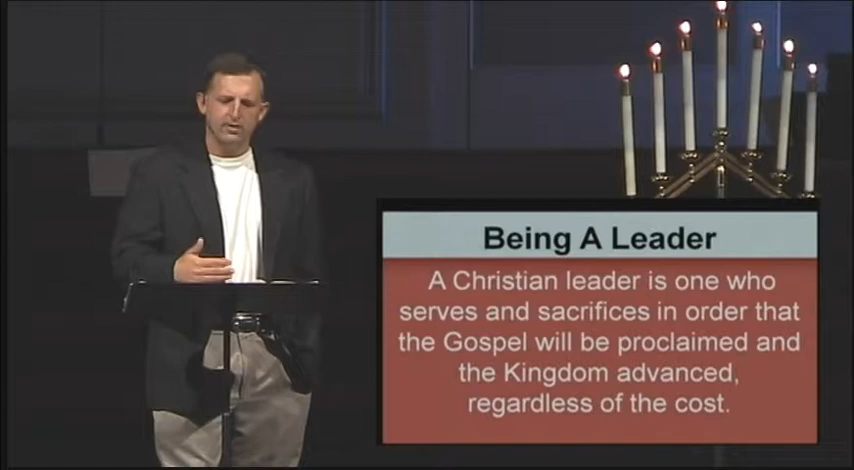 Being A Leader
A Christian leader is one who
serves and sacrifices in order that
the Gospel will be proclaimed and
the Kingdom advanced,
regardless of the cost.